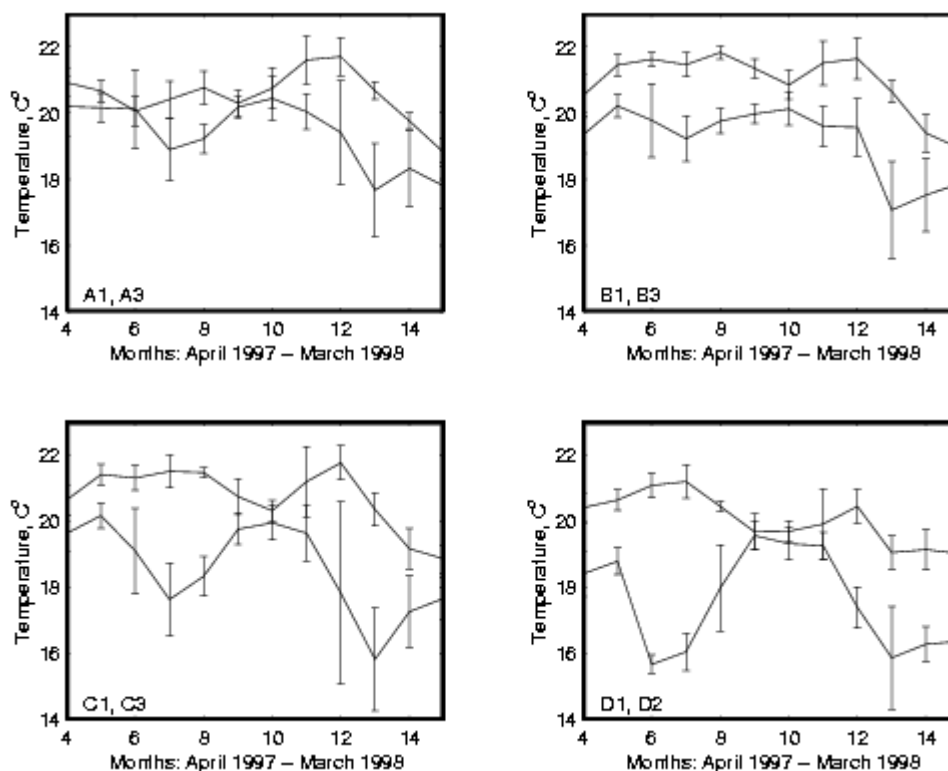 22
20
18
16
14
Temperature, Cº
A1, A3
4 6 8 10 12 14
Months: April 1997 – March 1998
22
20
18
16
14
Temperature, Cº
B1, B3
4 6 8 10 12 14
Months: April 1997 – March 1998
22
20
18
16
14
Temperature, Cº
C1, C3
4 6 8 10 12 14
Months: April 1997 – March 1998
22
20
18
16
14
Temperature, Cº
D1, D2
4 6 8 10 12 14
Months: April 1997 – March 1998